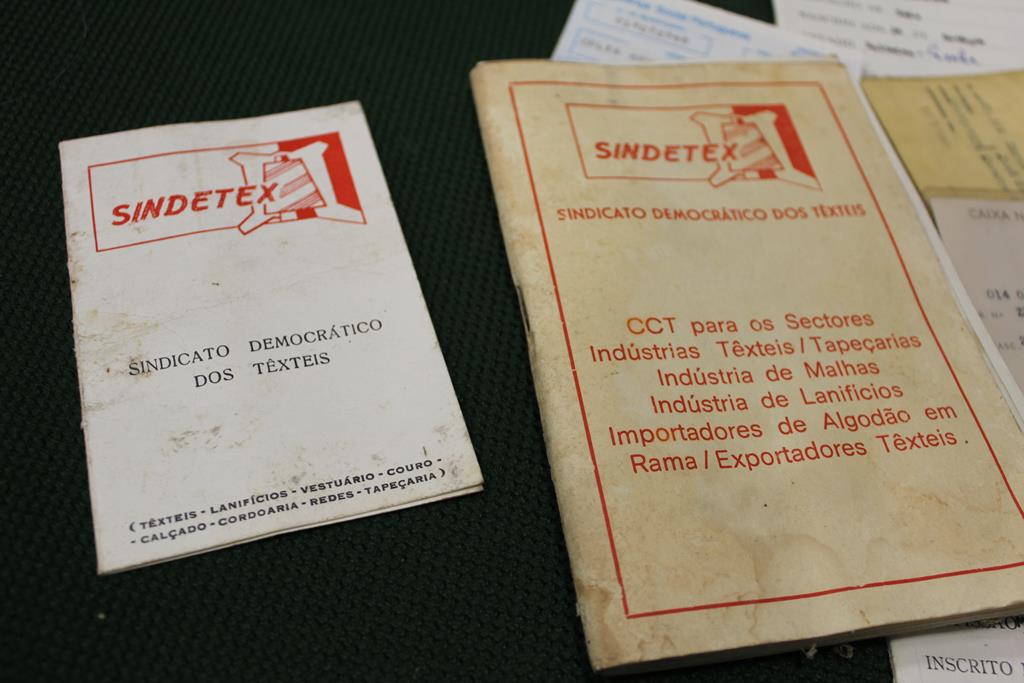 SINDETEX
SINDICATO DEMOCRÁTICO
DOS TÊXTEIS
( TÊXTEIS - LANIFÍCIOS - VESTUÁRIO - COURO -
- CALÇADO - CORDOARIA - REDES - TAPEÇARIA )
SINDETEX
SINDICATO DEMOCRÁTICO DOS TÊXTEIS
CCT para os Sectores
Indústrias Têxteis / Tapeçarias
Indústria de Malhas
Indústria de Lanifícios
Importadores de Algodão em
Rama / Exportadores Têxteis .
CAIXA
014
INSCRITO